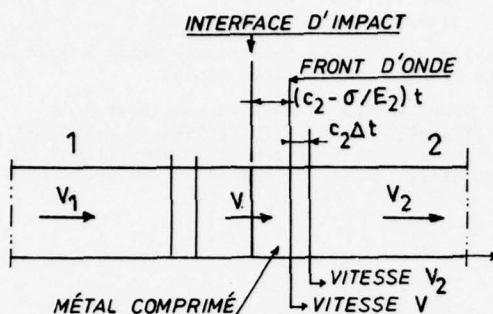 INTERFACE D'IMPACT
FRONT D'ONDE
(c₂-σ/E₂) t
c₂Δt
1
2
V₁
V
V₂
VITESSE V₂
MÉTAL COMPRIMÉ
VITESSE V